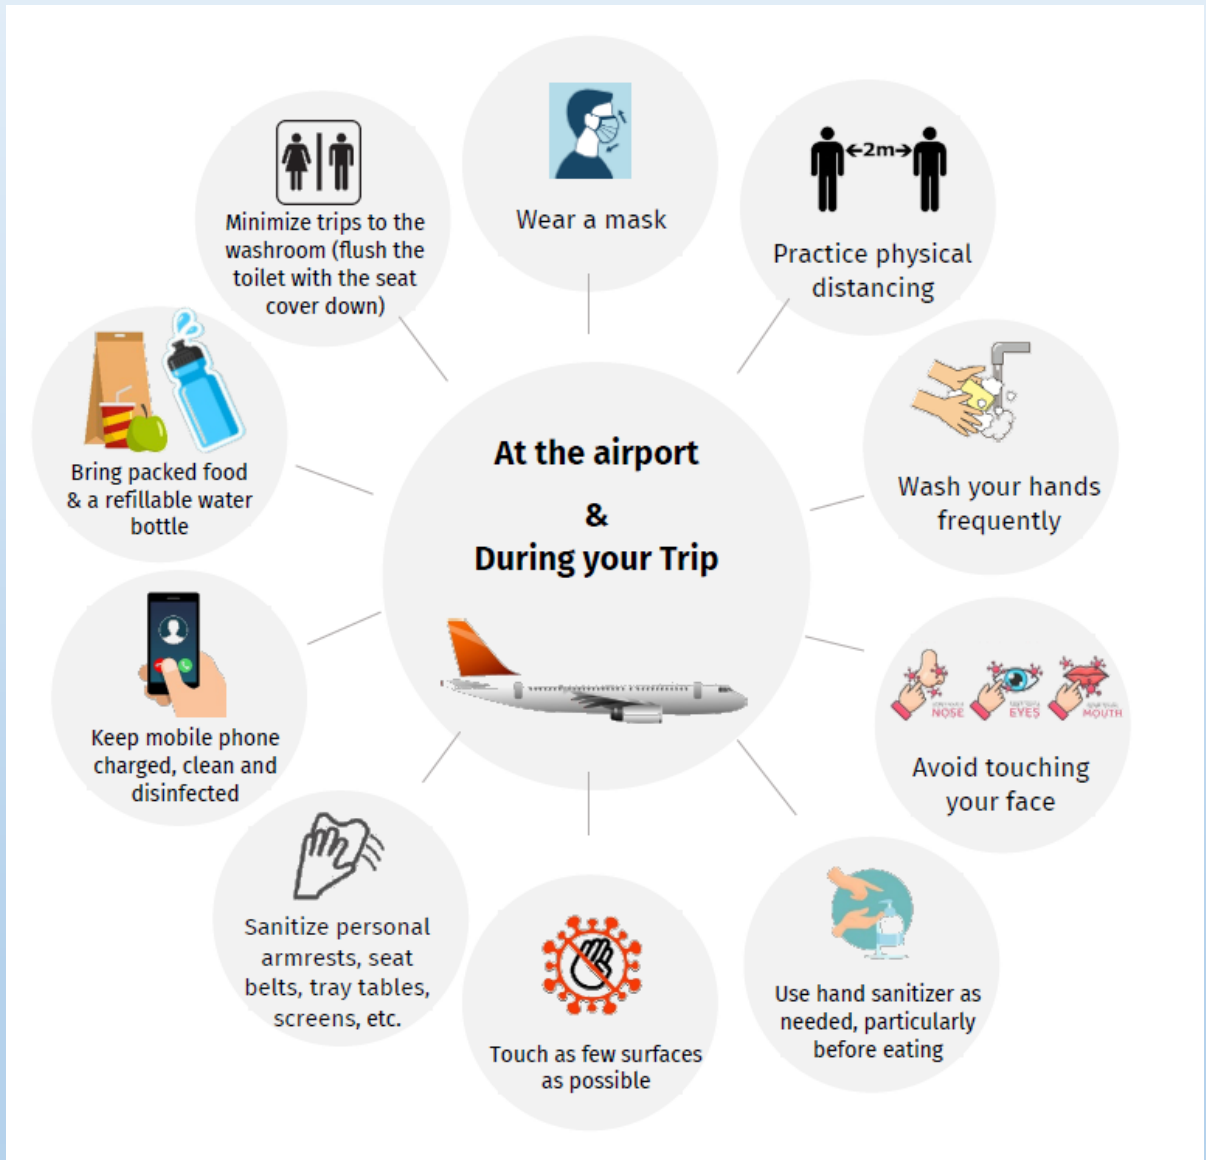 At the airport
&
During your Trip
Wear a mask
←2m→
Practice physical
distancing
Wash your hands
frequently
NOSE
EYES
MOUTH
Avoid touching
your face
Use hand sanitizer as
needed, particularly
before eating
Touch as few surfaces
as possible
Sanitize personal
armrests, seat
belts, tray tables,
screens, etc.
Keep mobile phone
charged, clean and
disinfected
Bring packed food
& a refillable water
bottle
Minimize trips to the
washroom (flush the
toilet with the seat
cover down)